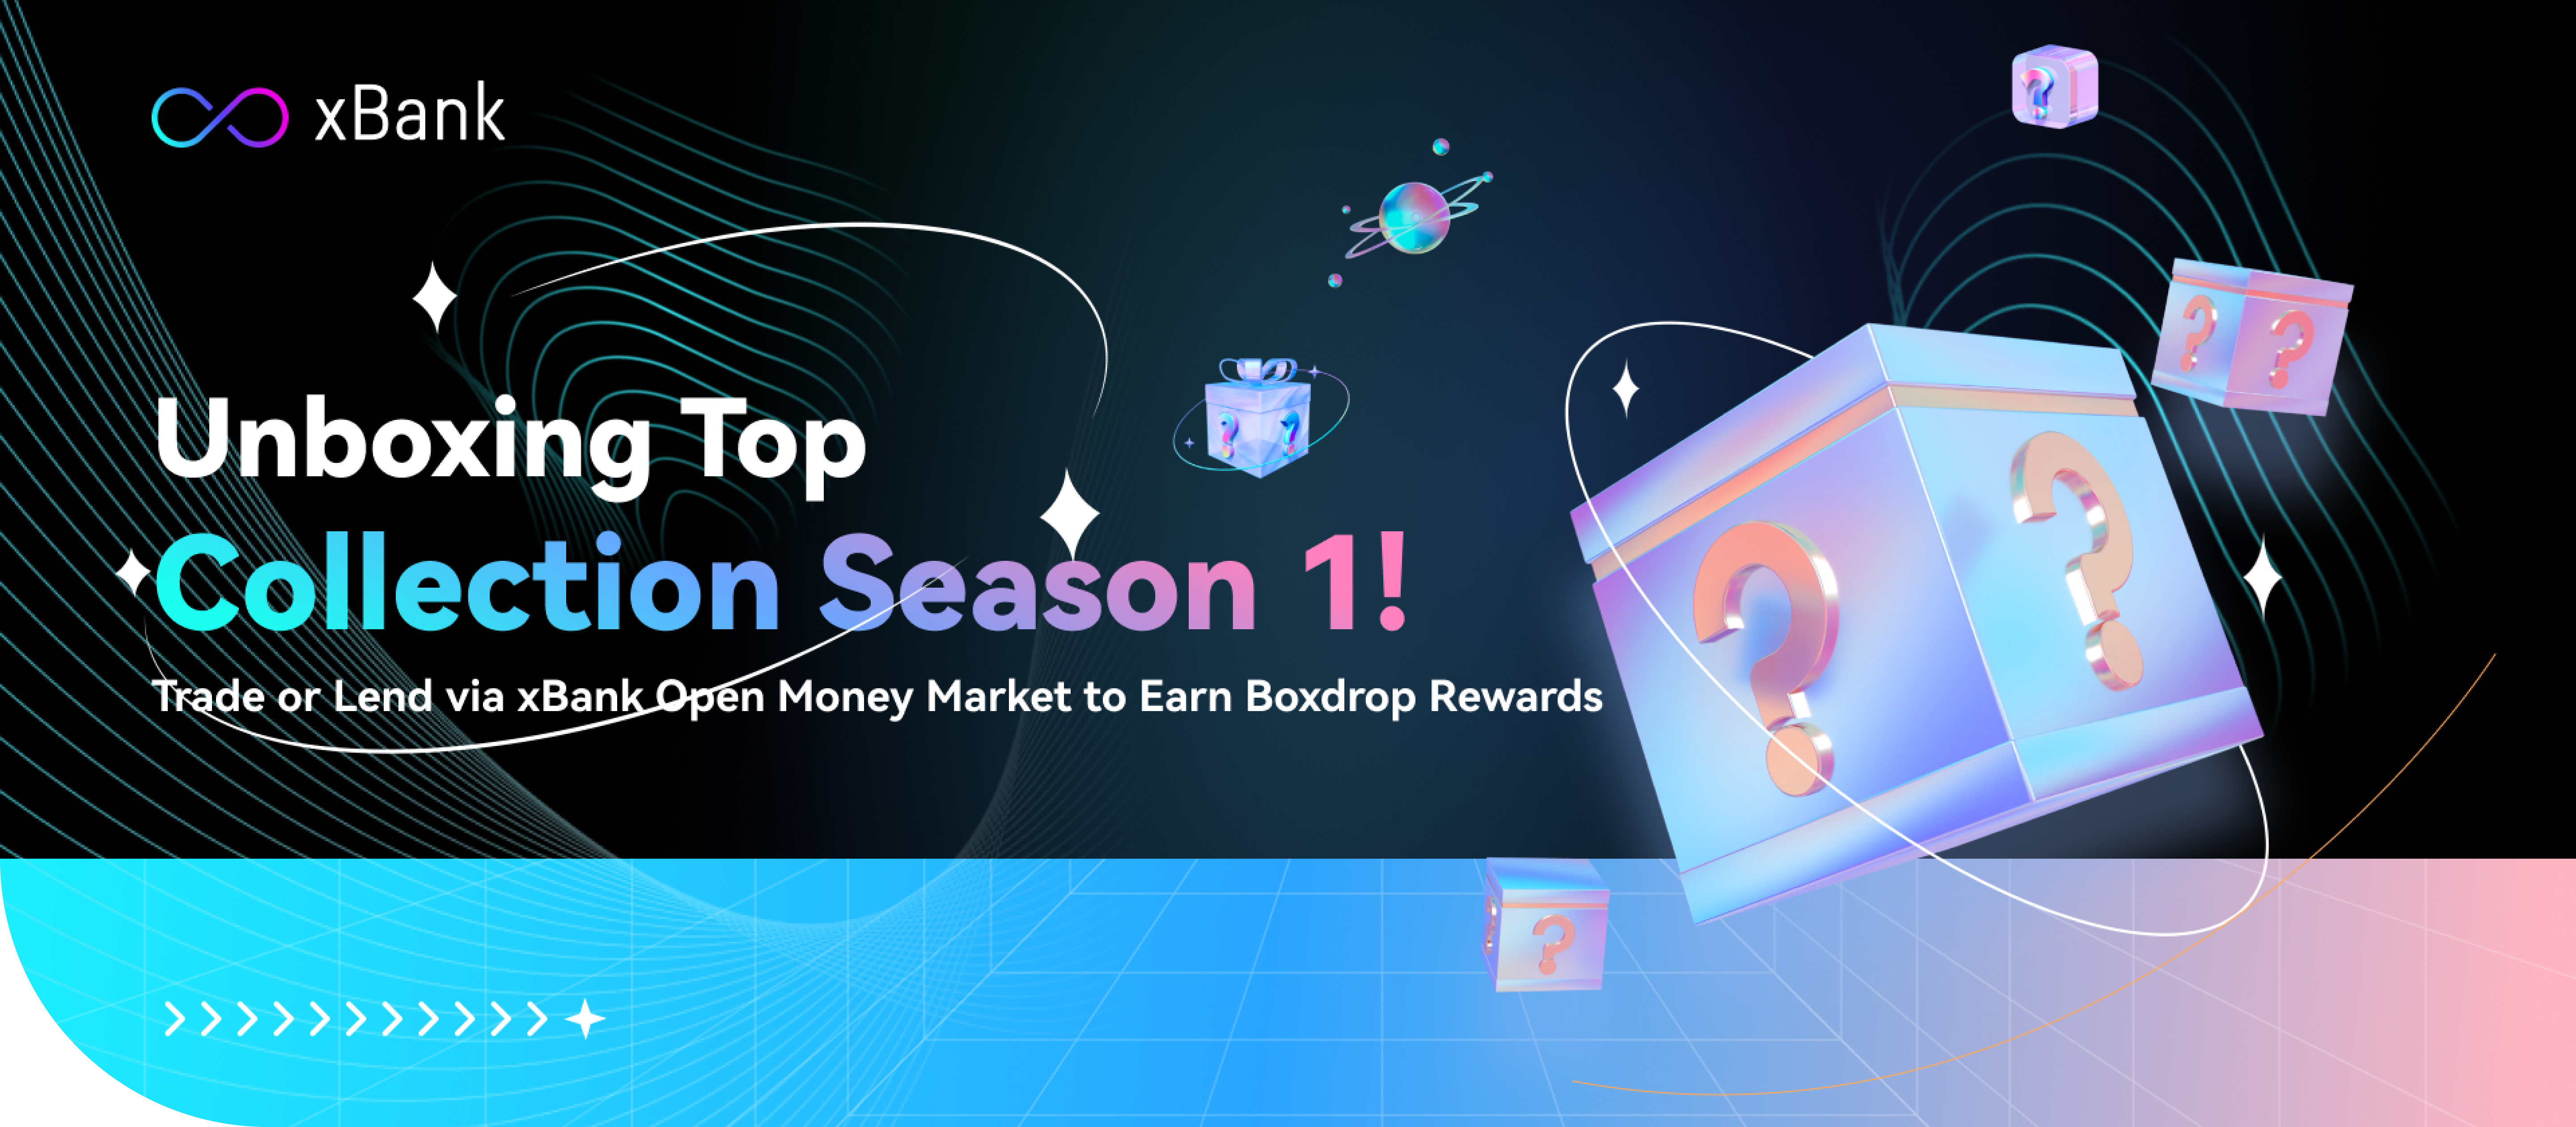 xBank
Unboxing Top
Collection Season 1!
Trade or Lend via xBank Open Money Market to Earn Boxdrop Rewards